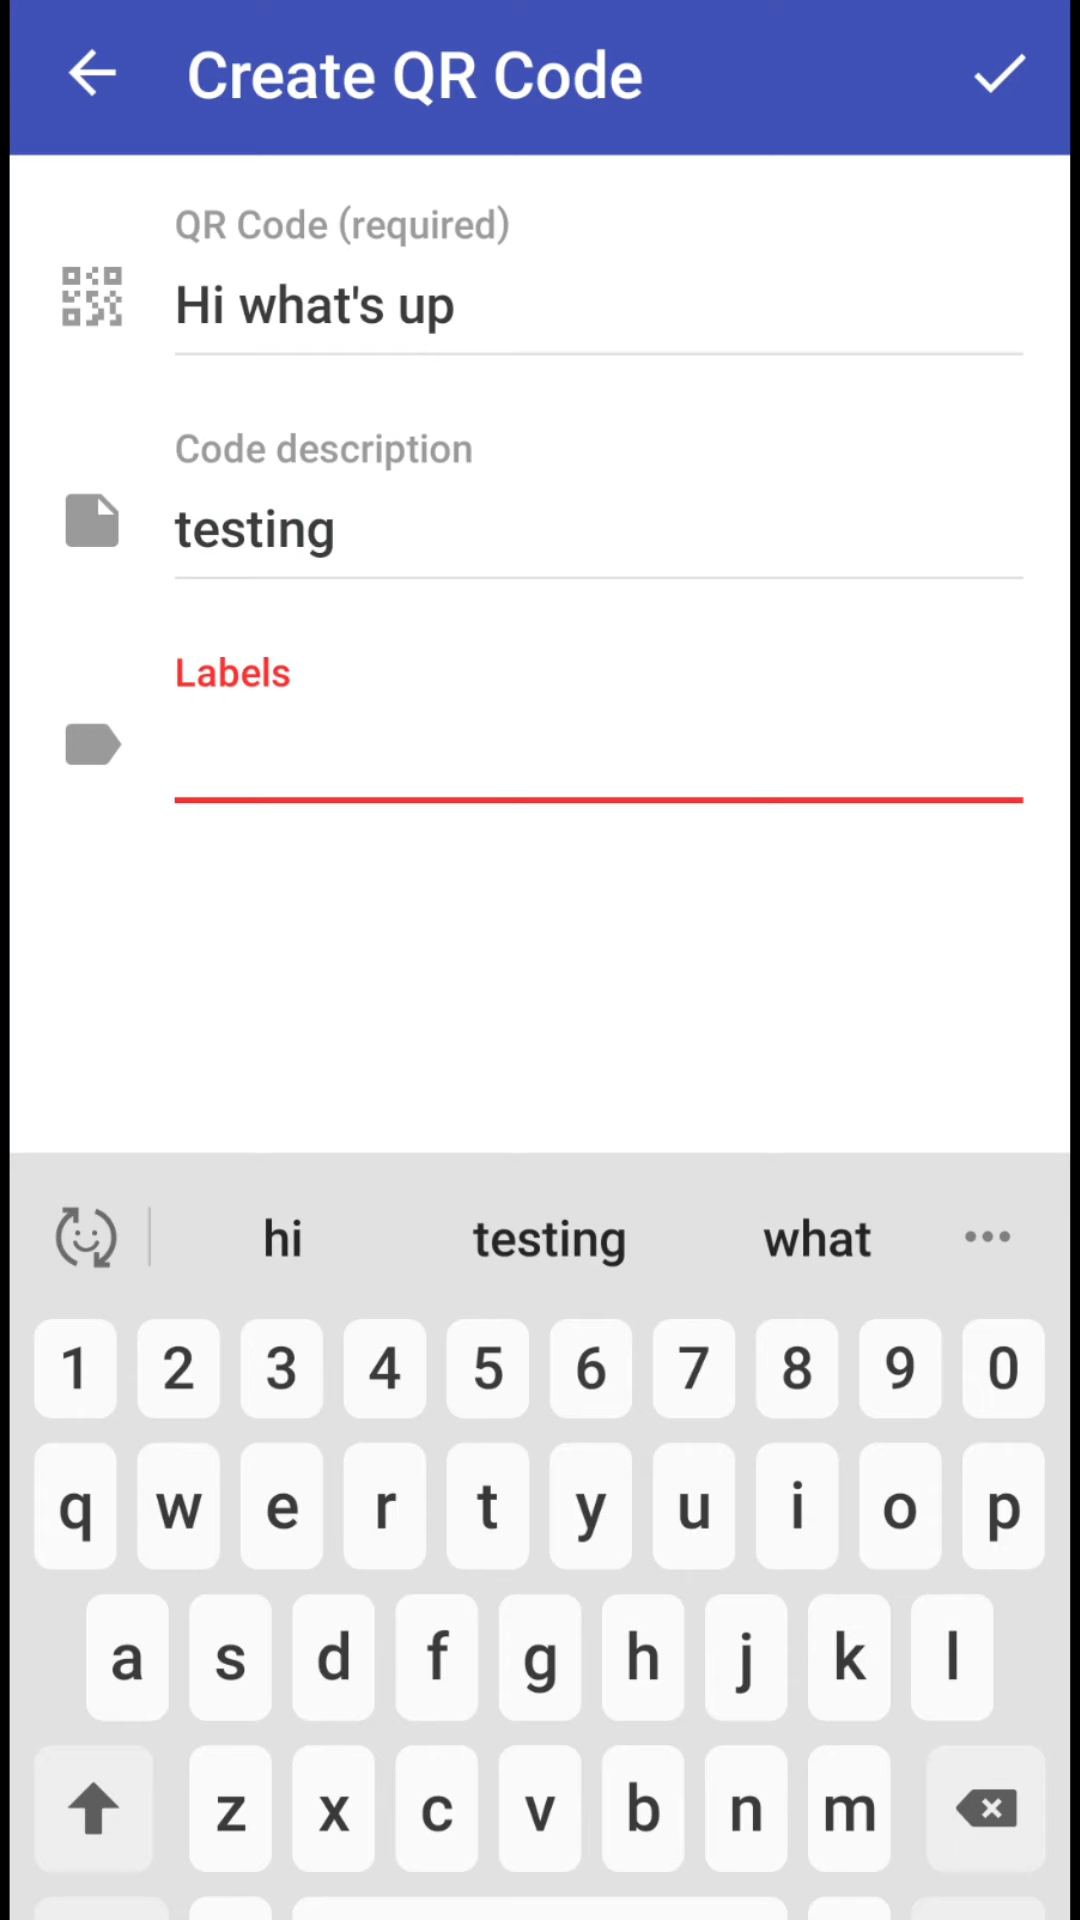 Create QR Code
QR Code (required)
Hi what's up
Code description
testing
Labels
hi testing what
1 2 3 4 5 6 7 8 9 0
q w e r t y u i o p
a s d f g h j k l
z x c v b n m